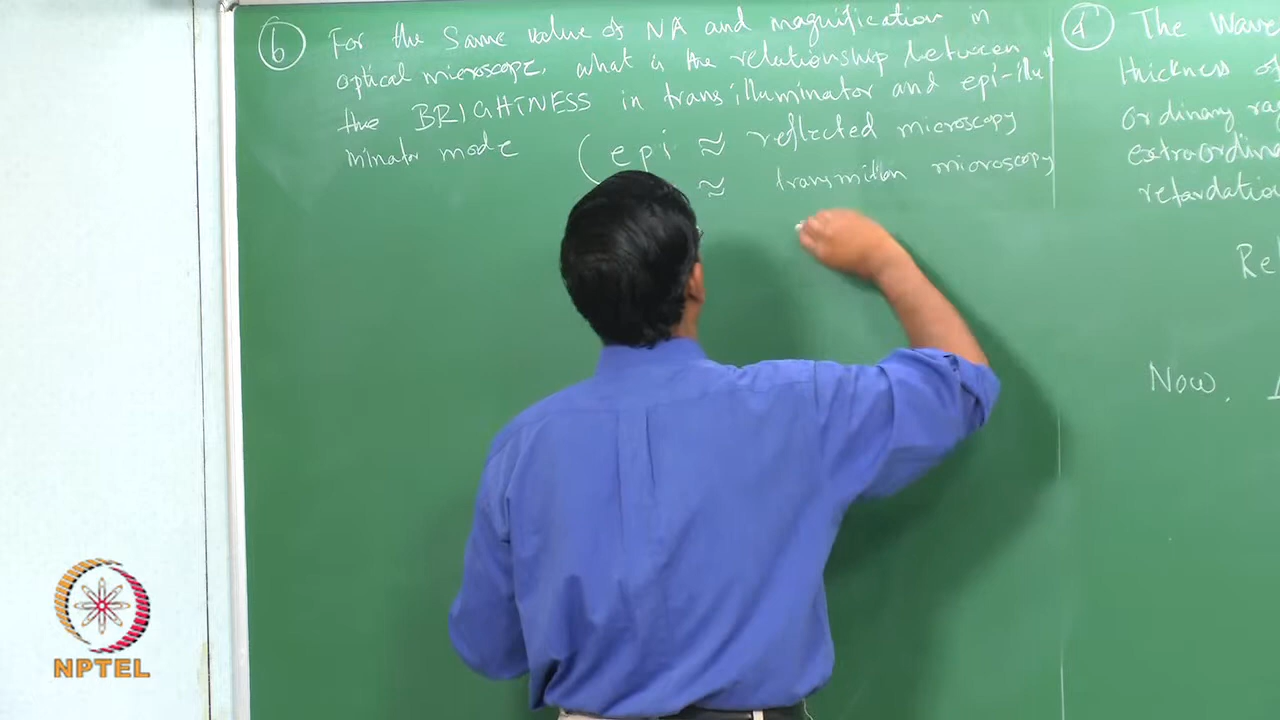 6 For the same value of NA and magnification in
optical microscope, what is the relationship between
the BRIGHTNESS in transilluminator and epi-illu
minator mode
(epi ≈ reflected microscopy
≈ transmission microscopy
4 The Wave
thickness of
ordinary ra
extraordina
retardation
Re
Now,
NPTEL